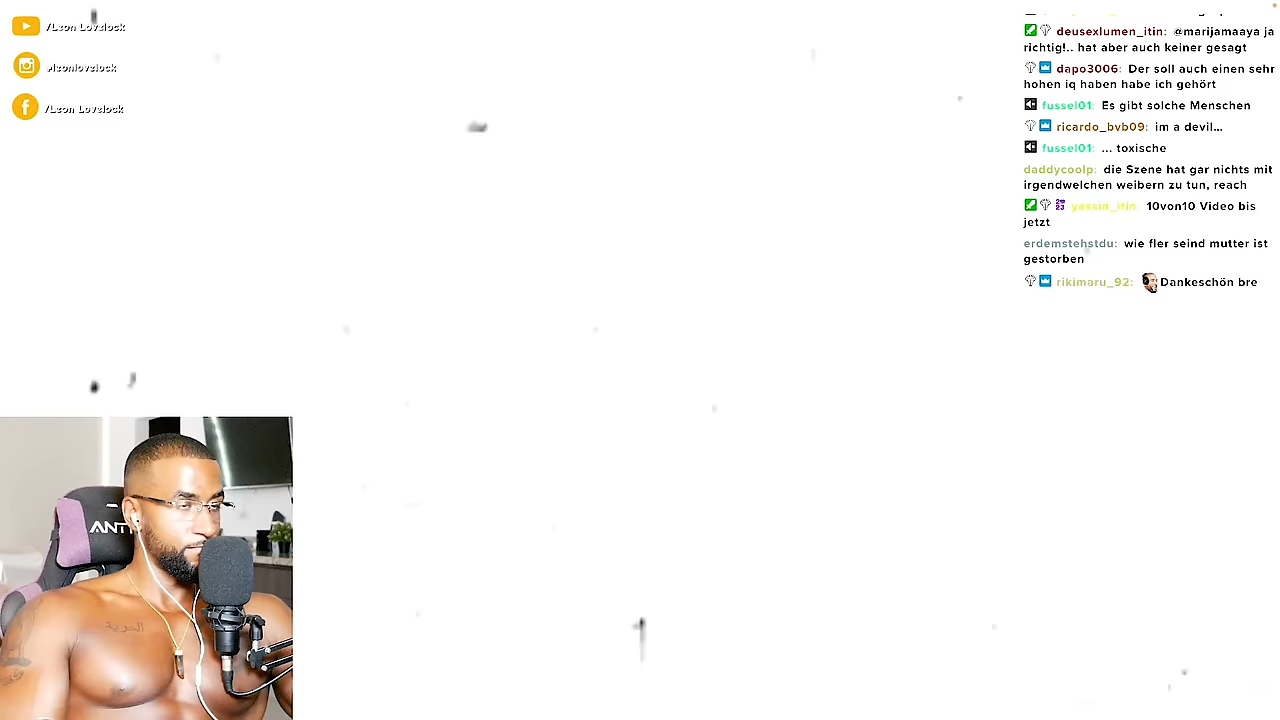 /Leon Lovelock
leonlovelock
/Leon Lovelock
deusexlumen_itin: @marijamaaya ja
richtig!.. hat aber auch keiner gesagt
dapo3006: Der soll auch einen sehr
hohen iq haben habe ich gehört
fussel01: Es gibt solche Menschen
ricardo_bvb09: im a devil...
fussel01: ... toxische
daddycoolp: die Szene hat gar nichts mit
irgendwelchen weibern zu tun, reach
yassin_itin: 10von10 Video bis
jetzt
erdemstehstdu: wie fler seind mutter ist
gestorben
rikimaru_92: Dankeschön bre
ANT
الحرية